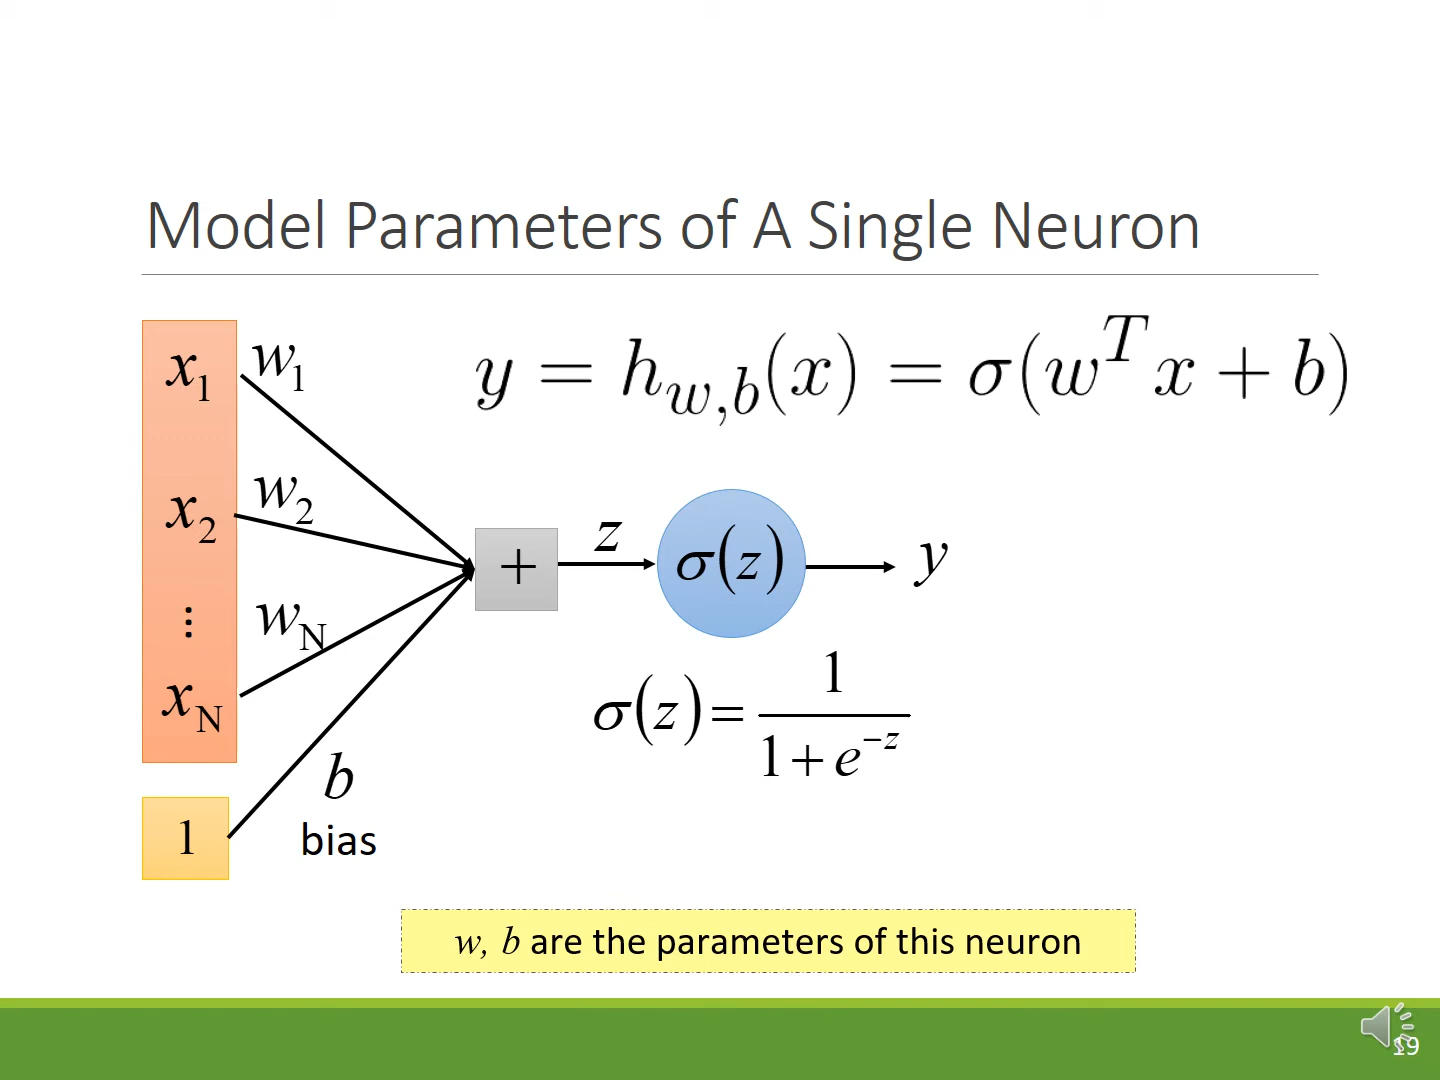 Model Parameters of A Single Neuron
x₁ w₁
y = h_{w,b}(x) = σ(wᵀx + b)
x₂ w₂
+ z σ(z) y
⋮ w_N
x_N
σ(z) = 1 / (1 + e^{−z})
b
1 bias
w, b are the parameters of this neuron
19